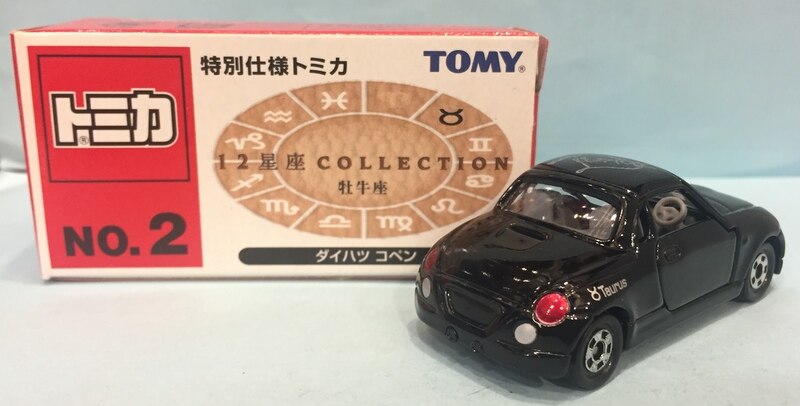 特別仕様トミカ
TOMY®
トミカ®
12星座 COLLECTION
牡牛座
NO.2
ダイハツ コペン
♉ Taurus